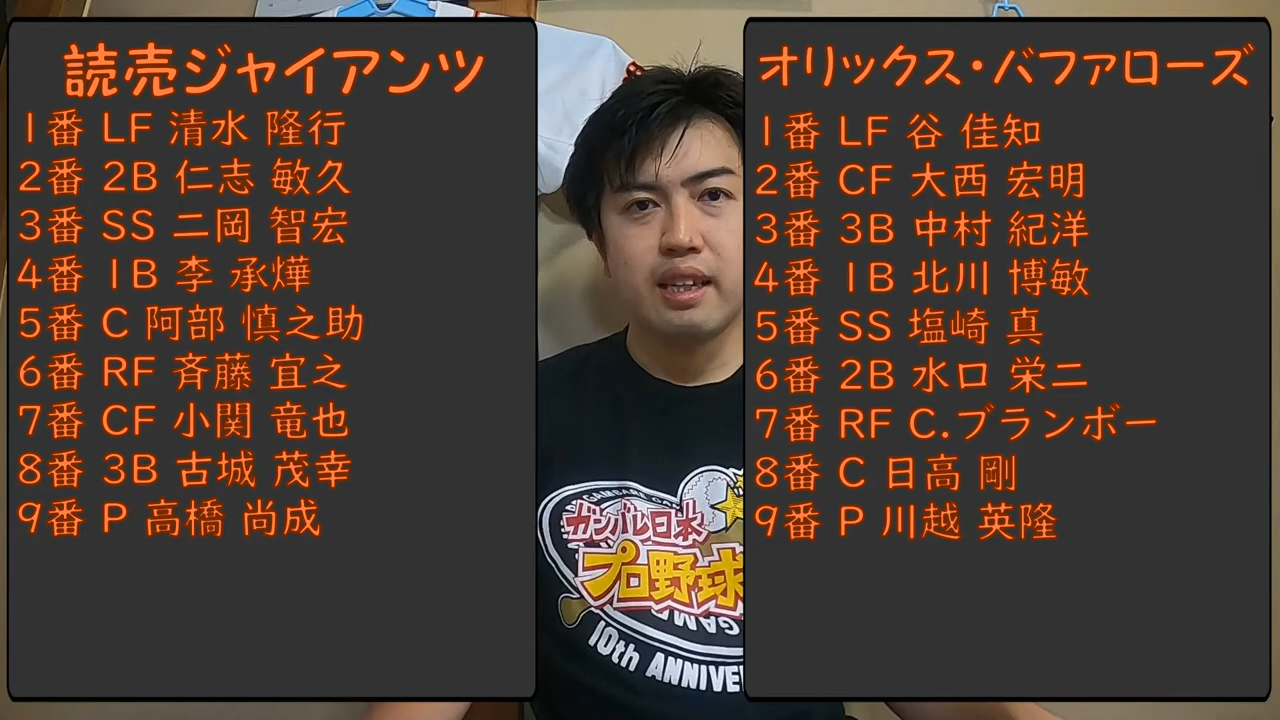 読売ジャイアンツ
1番 LF 清水 隆行
2番 2B 仁志 敏久
3番 SS 二岡 智宏
4番 1B 李 承燁
5番 C 阿部 慎之助
6番 RF 斉藤 宜之
7番 CF 小関 竜也
8番 3B 古城 茂幸
9番 P 高橋 尚成
オリックス・バファローズ
1番 LF 谷 佳知
2番 CF 大西 宏明
3番 3B 中村 紀洋
4番 1B 北川 博敏
5番 SS 塩崎 真
6番 2B 水口 栄二
7番 RF C.ブランボー
8番 C 日高 剛
9番 P 川越 英隆
GAMBARE GA
ガンバレ日本
プロ野球
GAM
10th ANNIVE